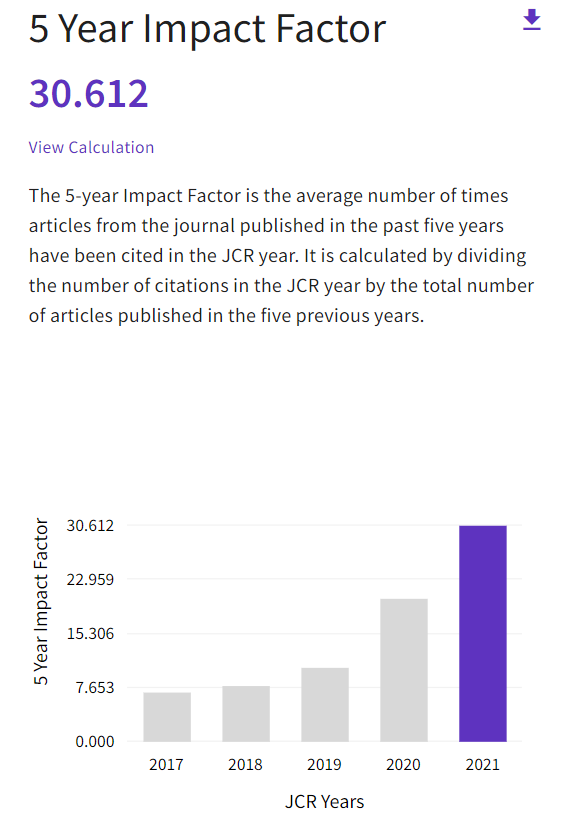 5 Year Impact Factor
30.612
View Calculation
The 5-year Impact Factor is the average number of times
articles from the journal published in the past five years
have been cited in the JCR year. It is calculated by dividing
the number of citations in the JCR year by the total number
of articles published in the five previous years.
5 Year Impact Factor
30.612
22.959
15.306
7.653
0.000
2017 2018 2019 2020 2021
JCR Years